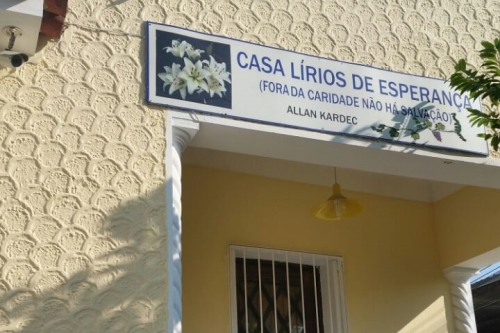 CASA LÍRIOS DE ESPERANÇA
(FORA DA CARIDADE NÃO HÁ SALVAÇÃO)
ALLAN KARDEC